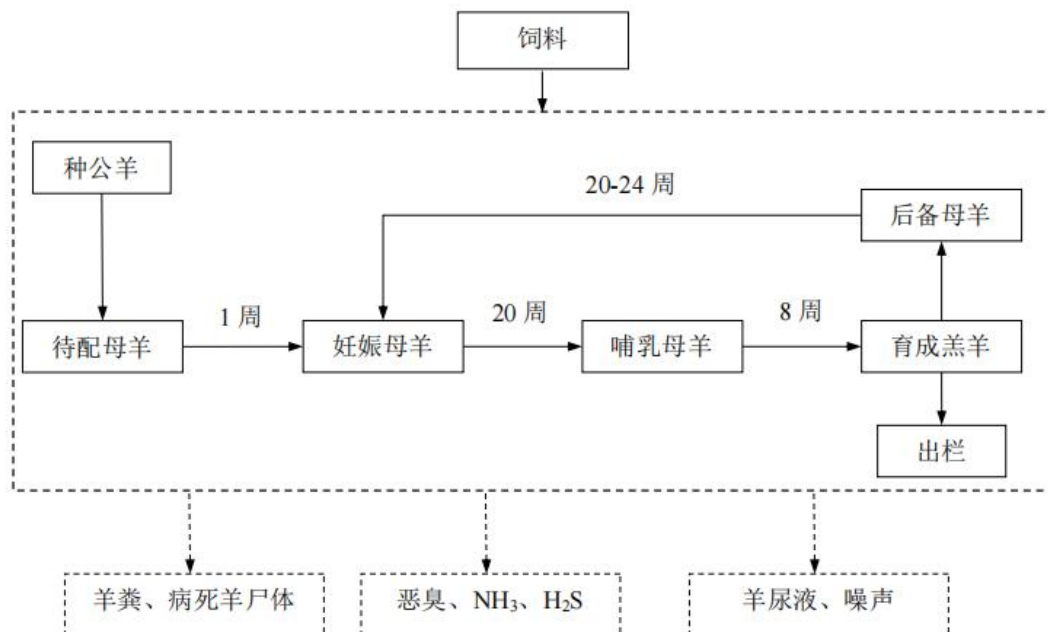 饲料
种公羊
20-24 周
后备母羊
待配母羊
1 周
妊娠母羊
20 周
哺乳母羊
8 周
育成羔羊
出栏
羊粪、病死羊尸体
恶臭、NH₃、H₂S
羊尿液、噪声